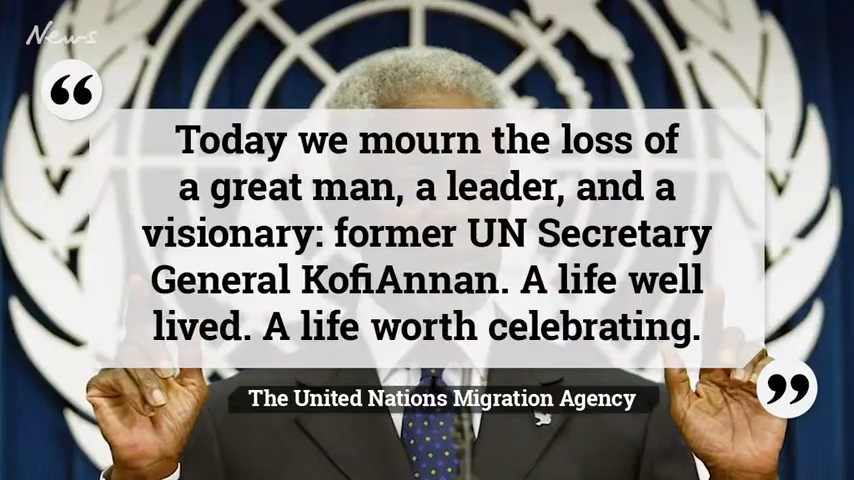 News
“
Today we mourn the loss of
a great man, a leader, and a
visionary: former UN Secretary
General KofiAnnan. A life well
lived. A life worth celebrating.
”
The United Nations Migration Agency